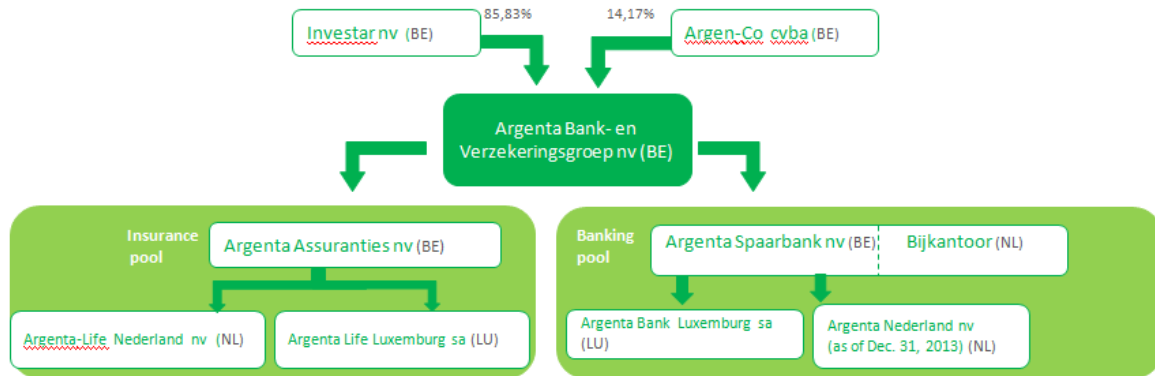 85,83%
14,17%
Investar nv (BE)
Argen-Co cvba (BE)
Argenta Bank- en
Verzekeringsgroep nv (BE)
Insurance
pool
Argenta Assuranties nv (BE)
Argenta-Life Nederland nv (NL)
Argenta Life Luxemburg sa (LU)
Banking
pool
Argenta Spaarbank nv (BE)
Bijkantoor (NL)
Argenta Bank Luxemburg sa
(LU)
Argenta Nederland nv
(as of Dec. 31, 2013) (NL)